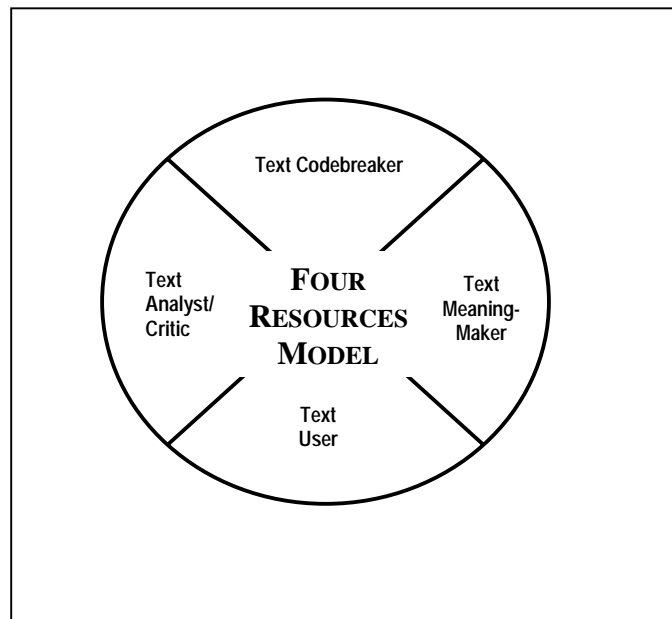 Text Codebreaker
Text
Analyst/
Critic
FOUR
RESOURCES
MODEL
Text
Meaning-
Maker
Text
User